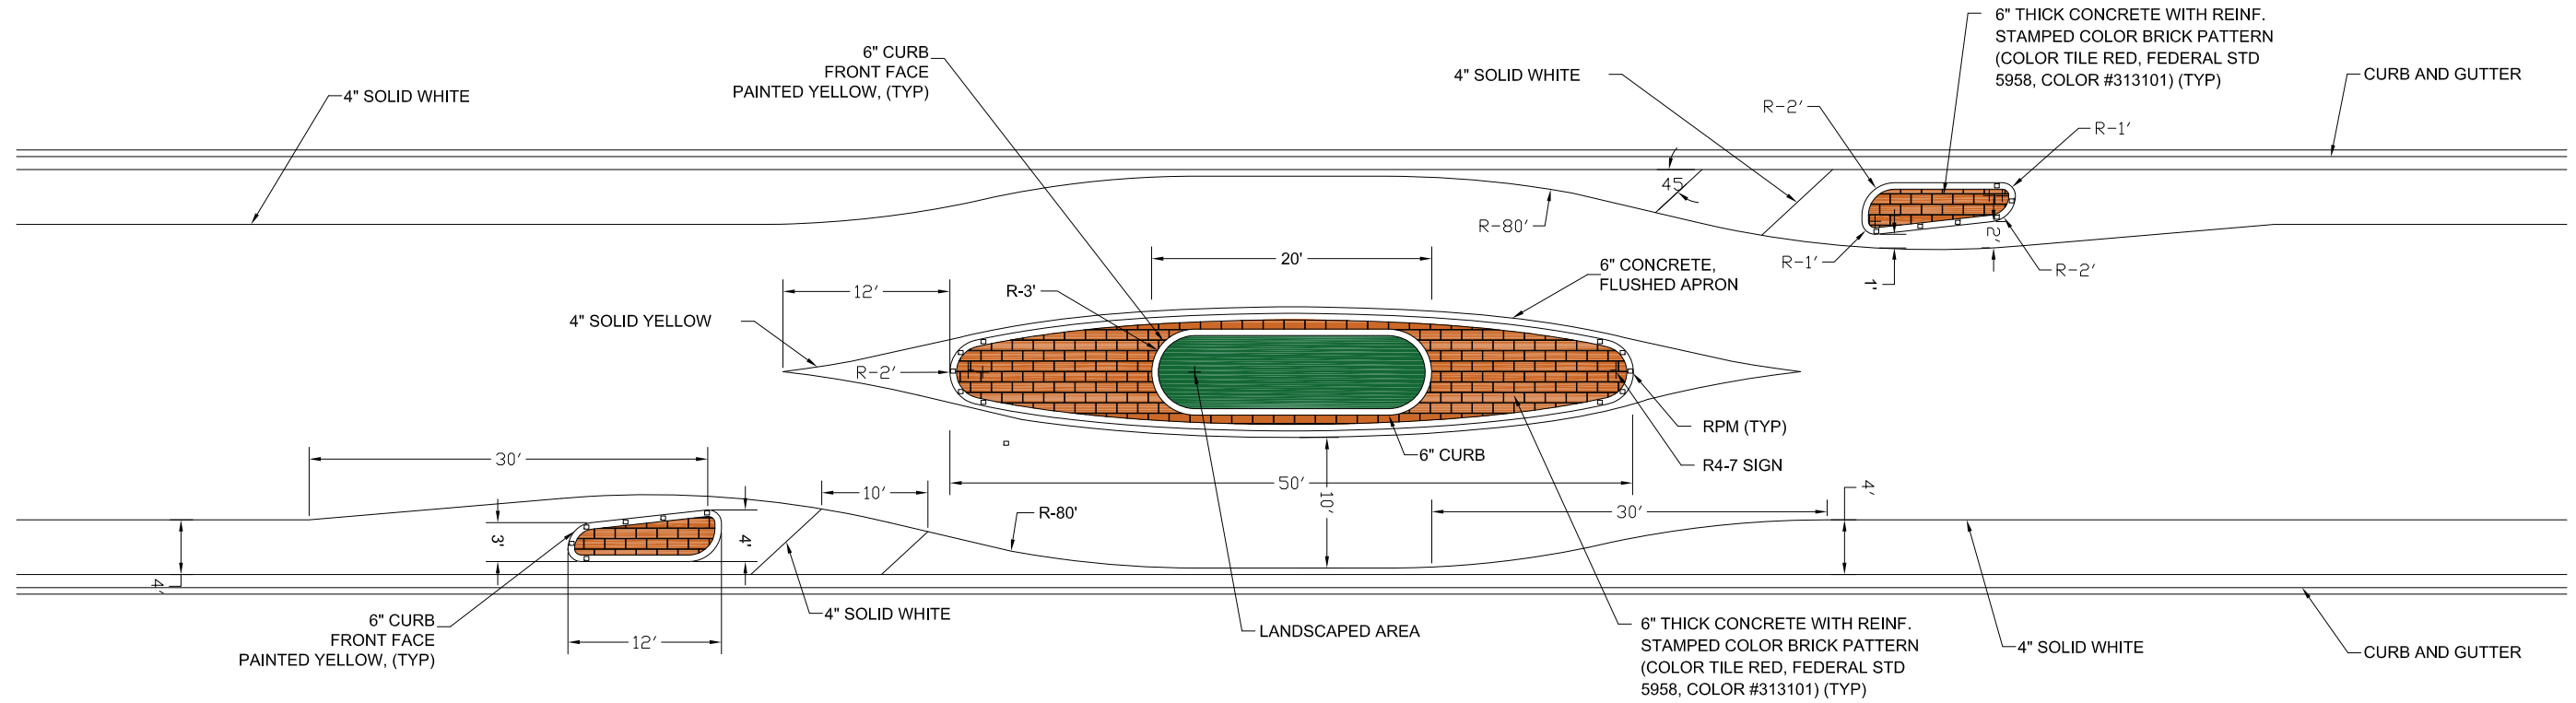 6" THICK CONCRETE WITH REINF.
STAMPED COLOR BRICK PATTERN
(COLOR TILE RED, FEDERAL STD
5958, COLOR #313101) (TYP)
6" CURB
FRONT FACE
PAINTED YELLOW, (TYP)
4" SOLID WHITE
4" SOLID WHITE
CURB AND GUTTER
R-2'
R-1'
45
R-80'
R-1'
R-2'
2'
1'
20'
6" CONCRETE,
FLUSHED APRON
12'
R-3'
4" SOLID YELLOW
R-2'
RPM (TYP)
6" CURB
R4-7 SIGN
30'
10'
50'
10'
4'
30'
R-80'
3'
4'
4'
4" SOLID WHITE
6" CURB
FRONT FACE
PAINTED YELLOW, (TYP)
12'
LANDSCAPED AREA
6" THICK CONCRETE WITH REINF.
STAMPED COLOR BRICK PATTERN
(COLOR TILE RED, FEDERAL STD
5958, COLOR #313101) (TYP)
4" SOLID WHITE
CURB AND GUTTER